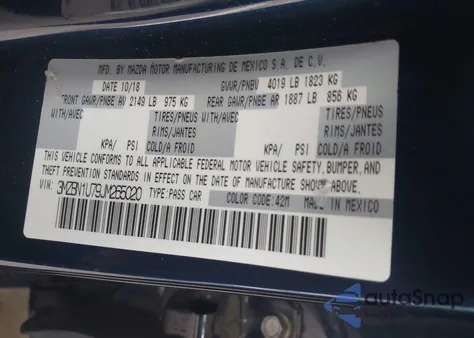 MFD. BY MAZDA MOTOR MANUFACTURING DE MEXICO S.A. DE C.V.
DATE 10/18 GVWR/PNBV 4019 LB 1823 KG
FRONT GAWR/PNBE AV 2149 LB 975 KG REAR GAWR/PNBE AR 1887 LB 856 KG
WITH/AVEC TIRES/PNEUS WITH/AVEC TIRES/PNEUS
RIMS/JANTES RIMS/JANTES
KPA/ PSI COLD/A FROID KPA/ PSI COLD/A FROID
THIS VEHICLE CONFORMS TO ALL APPLICABLE FEDERAL MOTOR VEHICLE SAFETY, BUMPER, AND
THEFT PREVENTION STANDARDS IN EFFECT ON THE DATE OF MANUFACTURE SHOWN ABOVE.
VIN: 3MZBN1U79JM265020 TYPE:PASS CAR COLOR CODE:42M MADE IN MEXICO
autoSnap